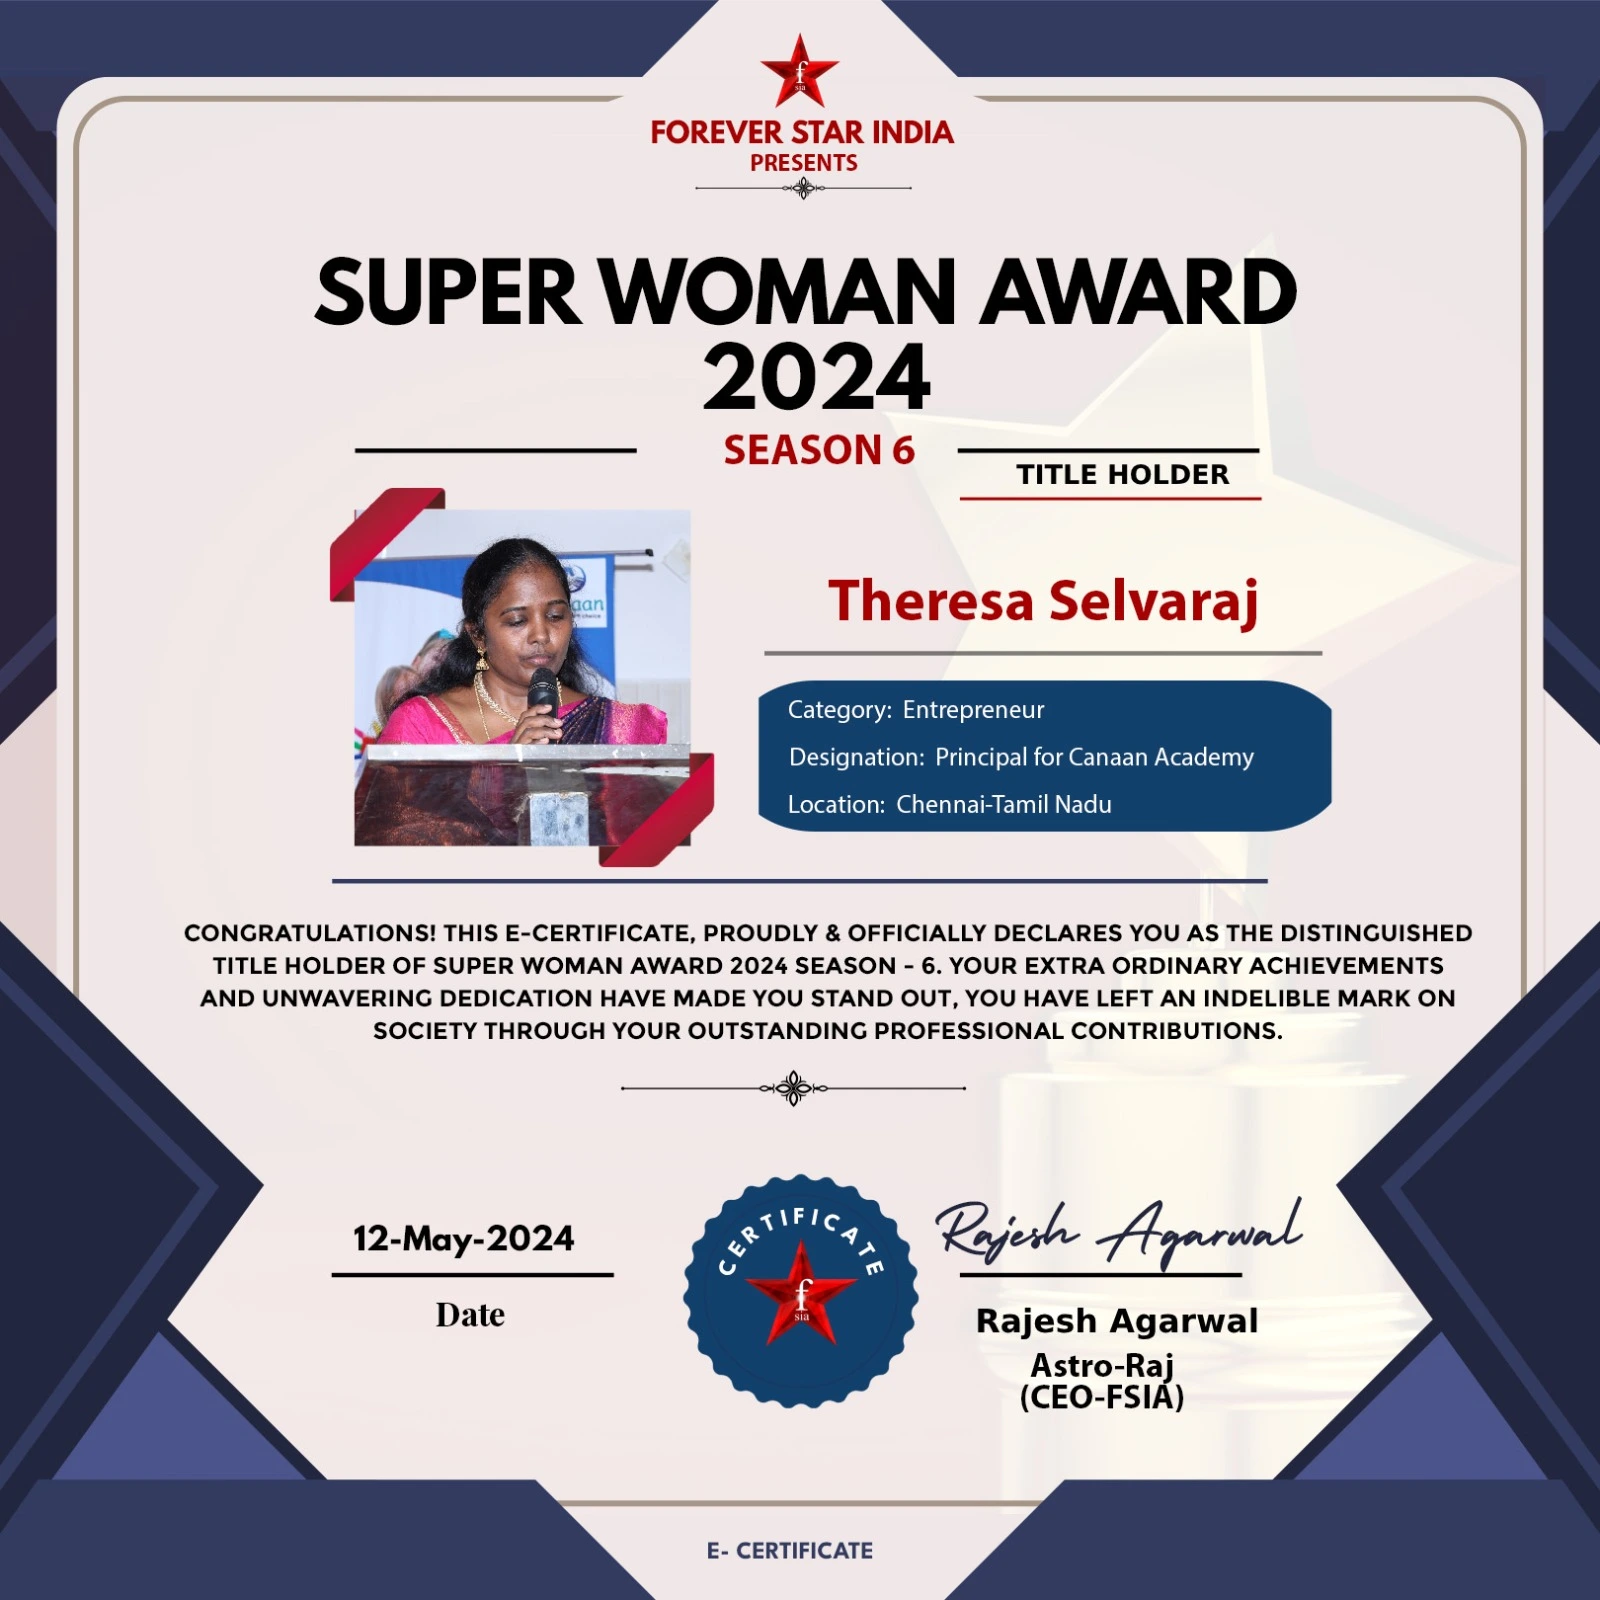 f
sia
FOREVER STAR INDIA
PRESENTS
SUPER WOMAN AWARD
2024
SEASON 6
TITLE HOLDER
aan
Theresa Selvaraj
Category: Entrepreneur
Designation: Principal for Canaan Academy
Location: Chennai-Tamil Nadu
CONGRATULATIONS! THIS E-CERTIFICATE, PROUDLY & OFFICIALLY DECLARES YOU AS THE DISTINGUISHED
TITLE HOLDER OF SUPER WOMAN AWARD 2024 SEASON - 6. YOUR EXTRA ORDINARY ACHIEVEMENTS
AND UNWAVERING DEDICATION HAVE MADE YOU STAND OUT, YOU HAVE LEFT AN INDELIBLE MARK ON
SOCIETY THROUGH YOUR OUTSTANDING PROFESSIONAL CONTRIBUTIONS.
12-May-2024
Date
CERTIFICATE
f
sia
Rajesh Agarwal
Rajesh Agarwal
Astro-Raj
(CEO-FSIA)
E- CERTIFICATE